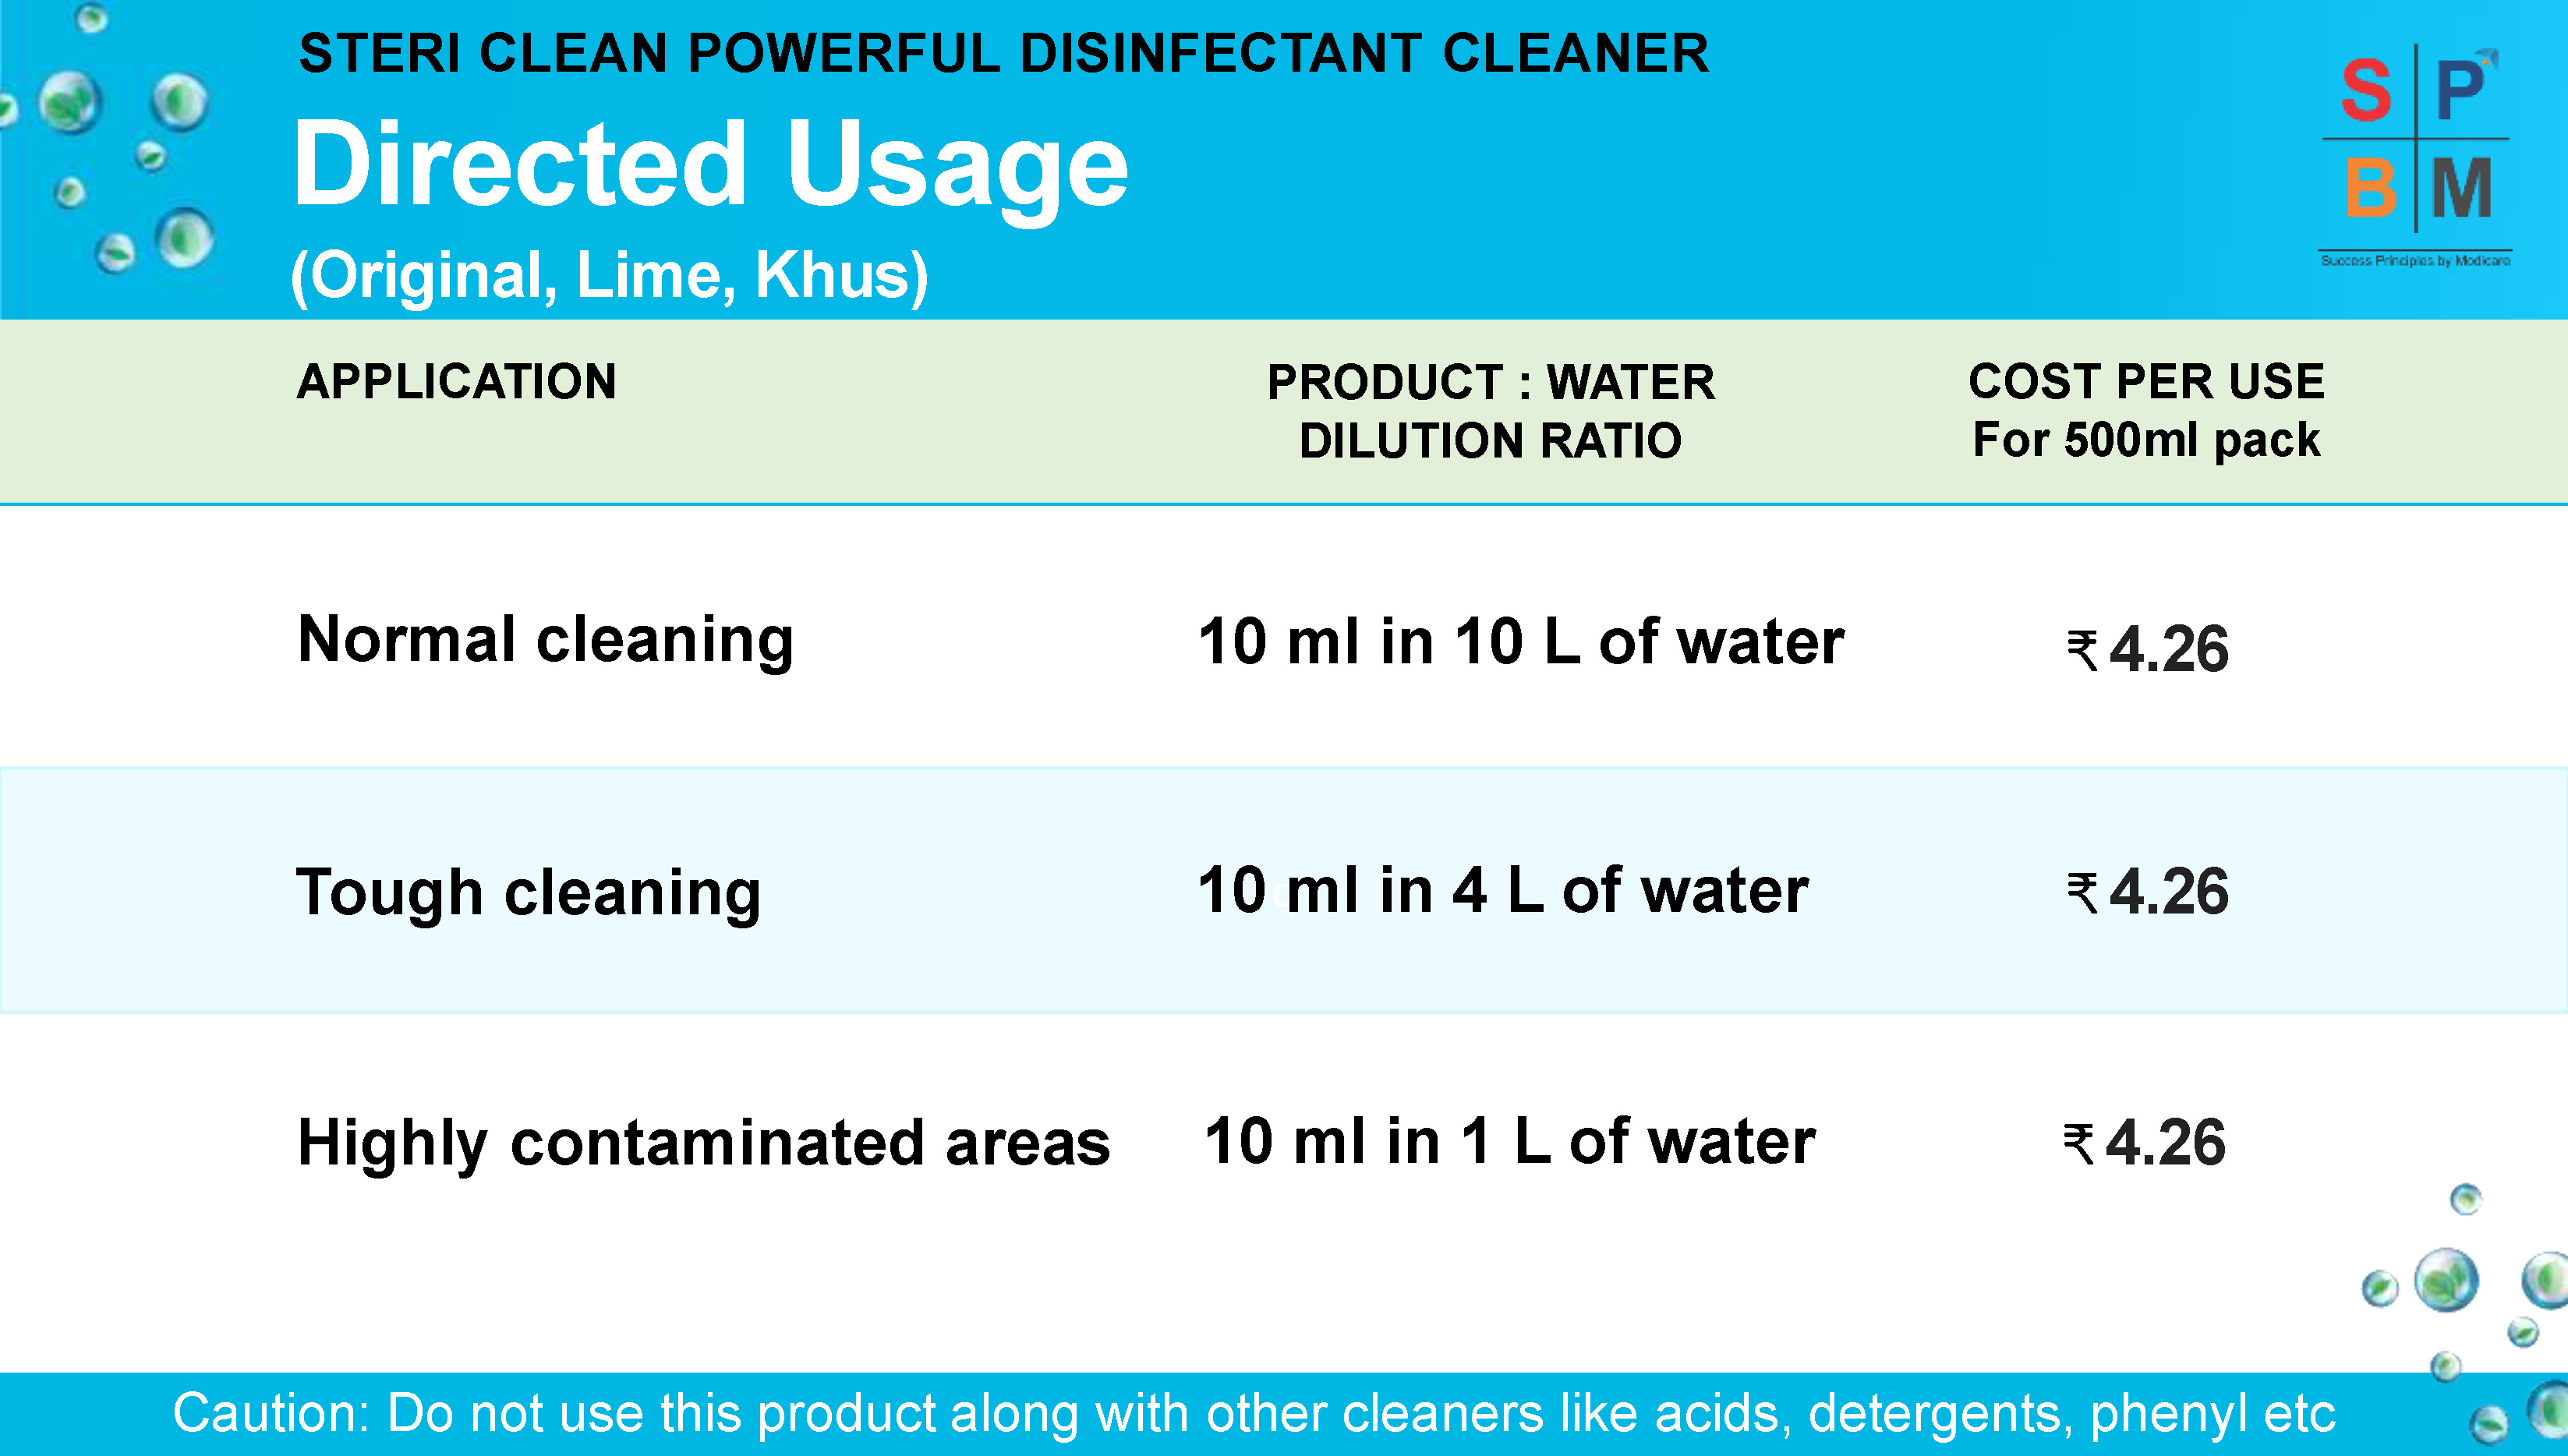 STERI CLEAN POWERFUL DISINFECTANT CLEANER
Directed Usage
(Original, Lime, Khus)
S P
B M
Success Principles by Modicare
APPLICATION
PRODUCT : WATER
DILUTION RATIO
COST PER USE
For 500ml pack
Normal cleaning
10 ml in 10 L of water
₹ 4.26
Tough cleaning
10 ml in 4 L of water
₹ 4.26
Highly contaminated areas
10 ml in 1 L of water
₹ 4.26
Caution: Do not use this product along with other cleaners like acids, detergents, phenyl etc